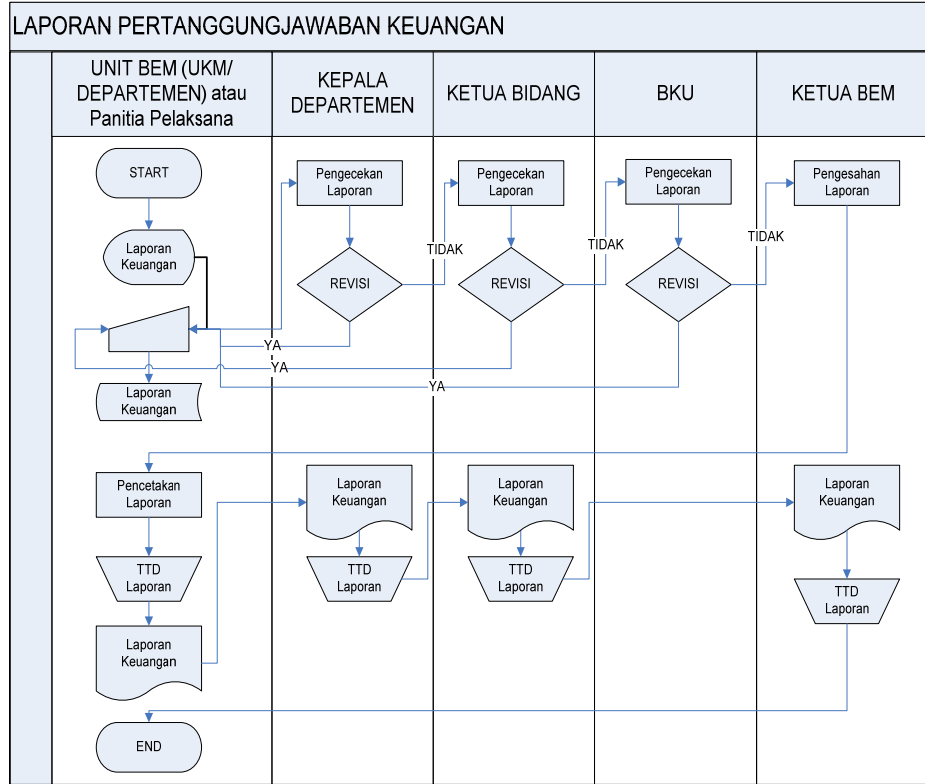 LAPORAN PERTANGGUNGJAWABAN KEUANGAN
UNIT BEM (UKM/
DEPARTEMEN) atau
Panitia Pelaksana
KEPALA
DEPARTEMEN
KETUA BIDANG
BKU
KETUA BEM
START
Pengecekan
Laporan
Pengecekan
Laporan
Pengecekan
Laporan
Pengesahan
Laporan
Laporan
Keuangan
TIDAK
TIDAK
TIDAK
REVISI
REVISI
REVISI
YA
YA
YA
Laporan
Keuangan
Pencetakan
Laporan
Laporan
Keuangan
Laporan
Keuangan
Laporan
Keuangan
TTD
Laporan
TTD
Laporan
TTD
Laporan
TTD
Laporan
Laporan
Keuangan
END